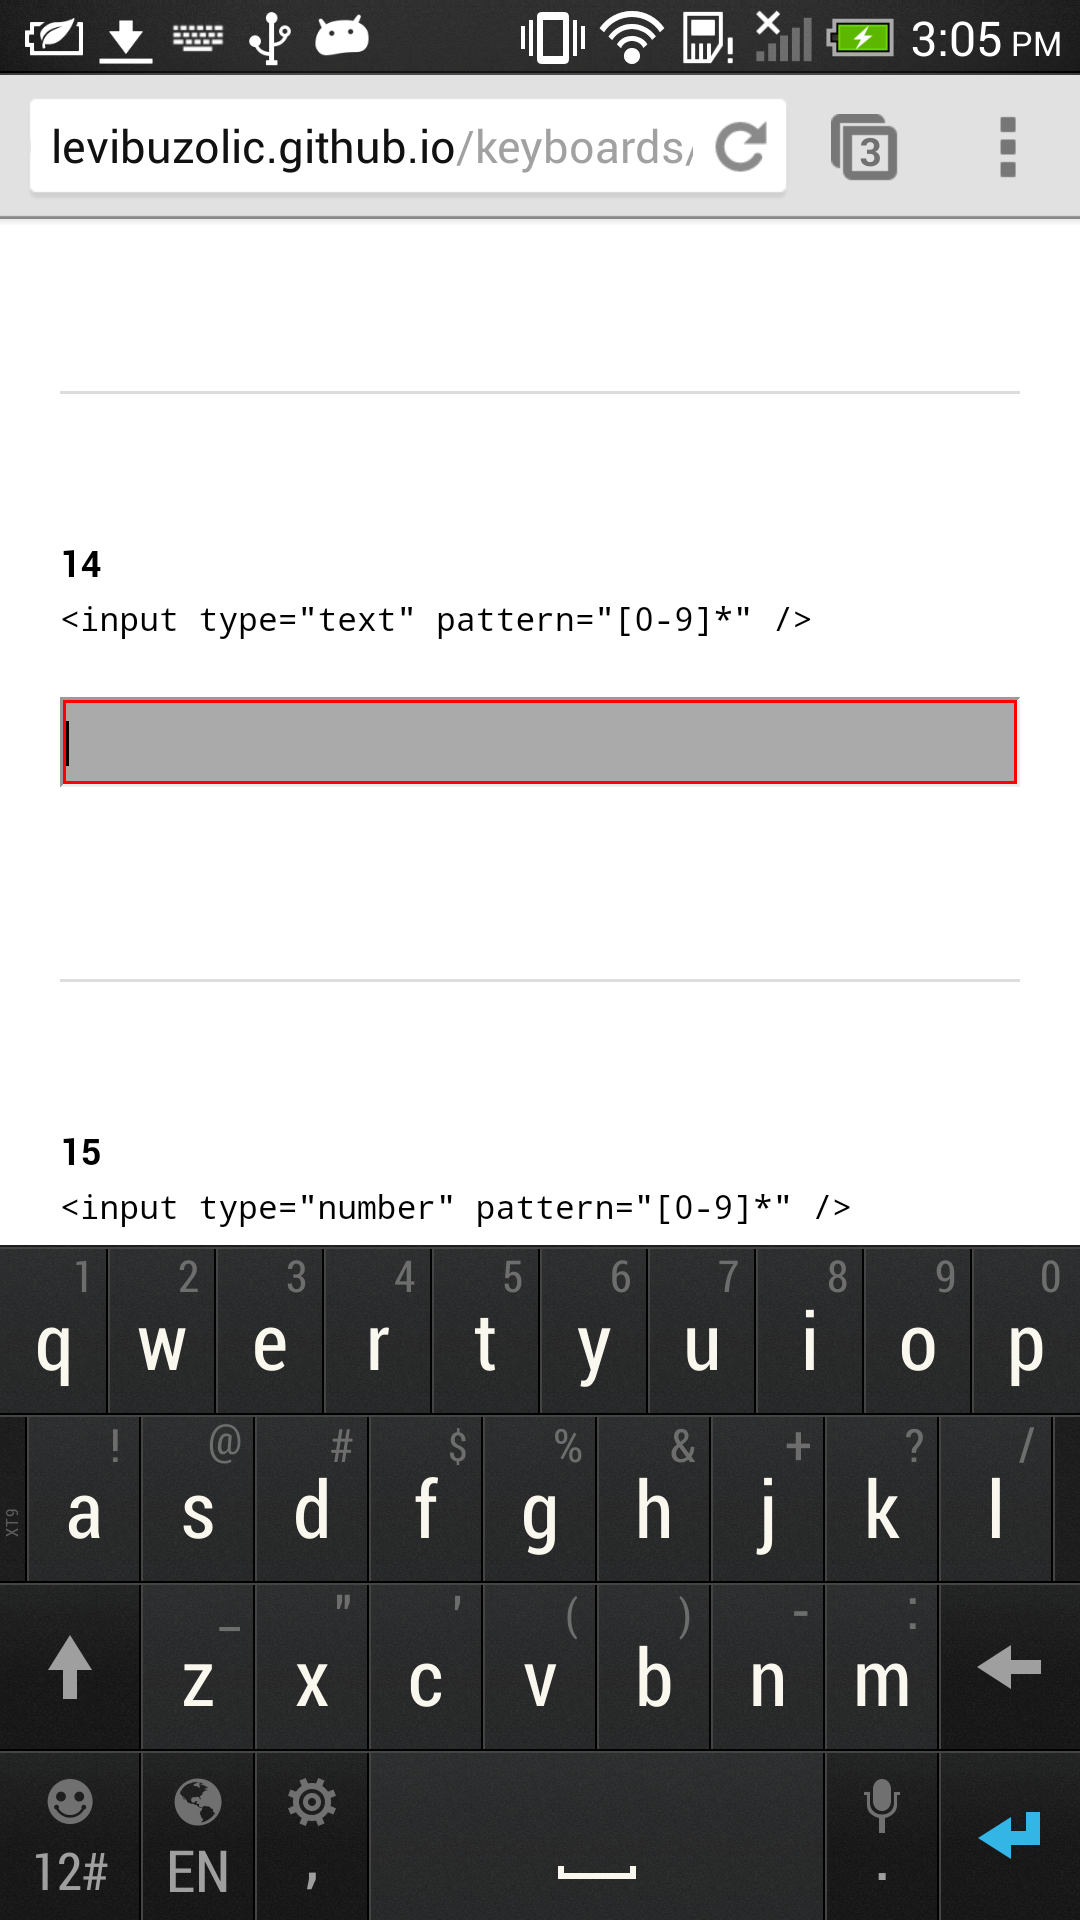 3:05 PM
levibuzolic.github.io/keyboards/
3
14
<input type="text" pattern="[0-9]*" />
15
<input type="number" pattern="[0-9]*" />
1 2 3 4 5 6 7 8 9 0
q w e r t y u i o p
! @ # $ % & + ? /
XT9 a s d f g h j k l
_ " ' ( ) - :
z x c v b n m
12# EN , .